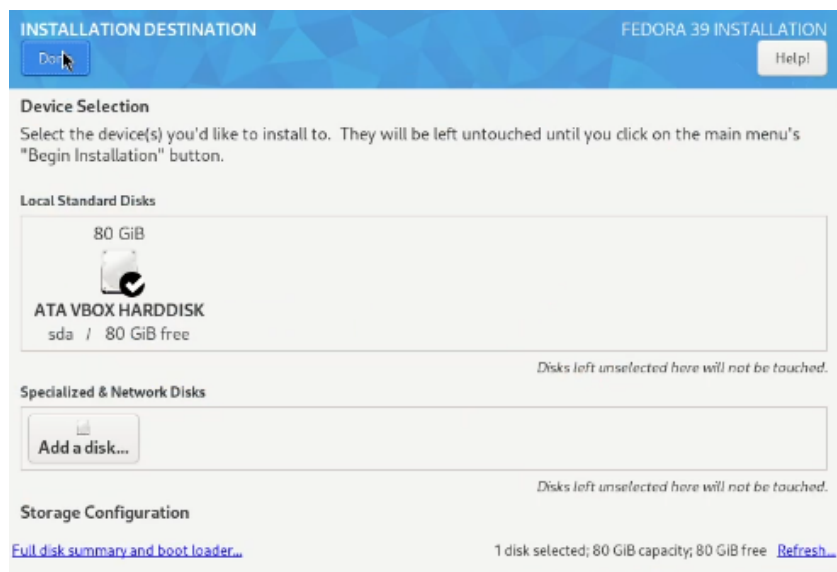 INSTALLATION DESTINATION
FEDORA 39 INSTALLATION
Help!
Device Selection
Select the device(s) you'd like to install to. They will be left untouched until you click on the main menu's
"Begin Installation" button.
Local Standard Disks
80 GiB
ATA VBOX HARDDISK
sda / 80 GiB free
Disks left unselected here will not be touched.
Specialized & Network Disks
Add a disk...
Disks left unselected here will not be touched.
Storage Configuration
Full disk summary and boot loader...
1 disk selected; 80 GiB capacity; 80 GiB free Refresh...